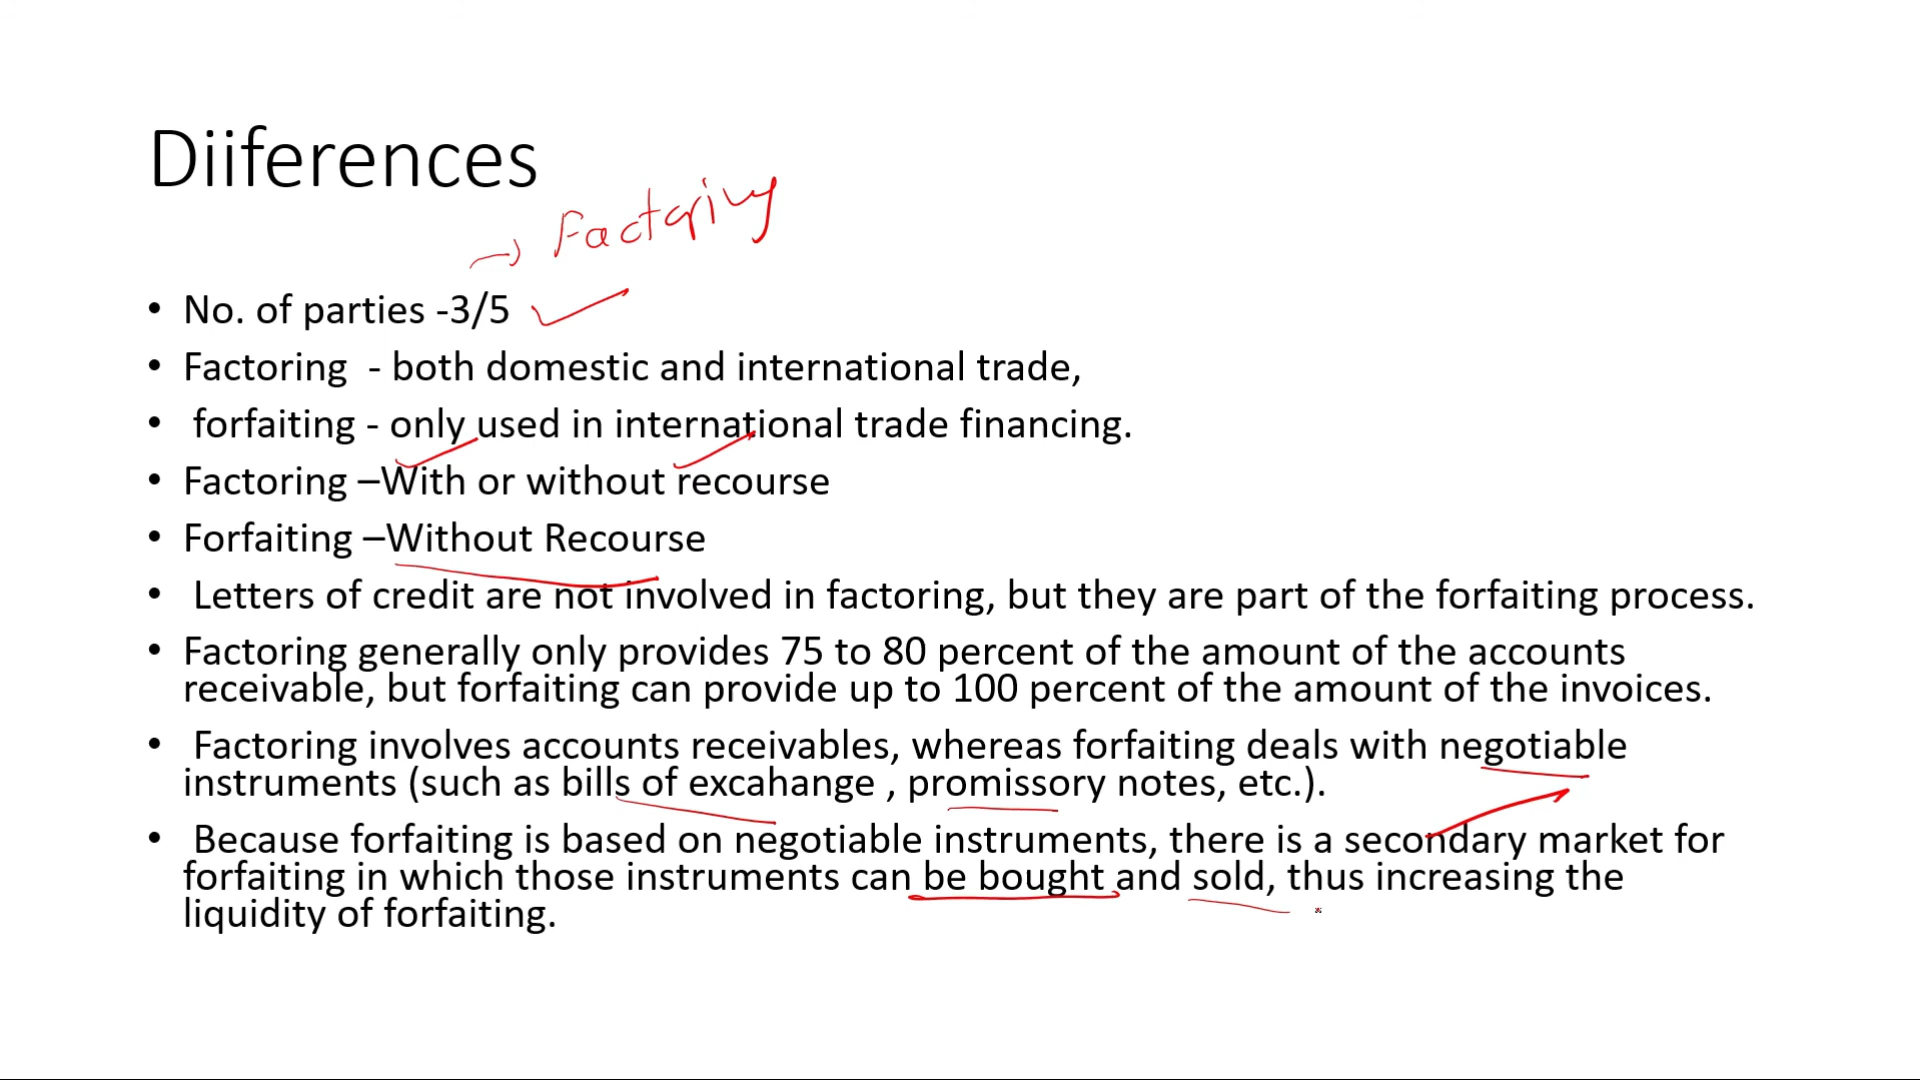 Diiferences
→ Factoring
• No. of parties -3/5
• Factoring - both domestic and international trade,
• forfaiting - only used in international trade financing.
• Factoring –With or without recourse
• Forfaiting –Without Recourse
• Letters of credit are not involved in factoring, but they are part of the forfaiting process.
• Factoring generally only provides 75 to 80 percent of the amount of the accounts
receivable, but forfaiting can provide up to 100 percent of the amount of the invoices.
• Factoring involves accounts receivables, whereas forfaiting deals with negotiable
instruments (such as bills of excahange , promissory notes, etc.).
• Because forfaiting is based on negotiable instruments, there is a secondary market for
forfaiting in which those instruments can be bought and sold, thus increasing the
liquidity of forfaiting.